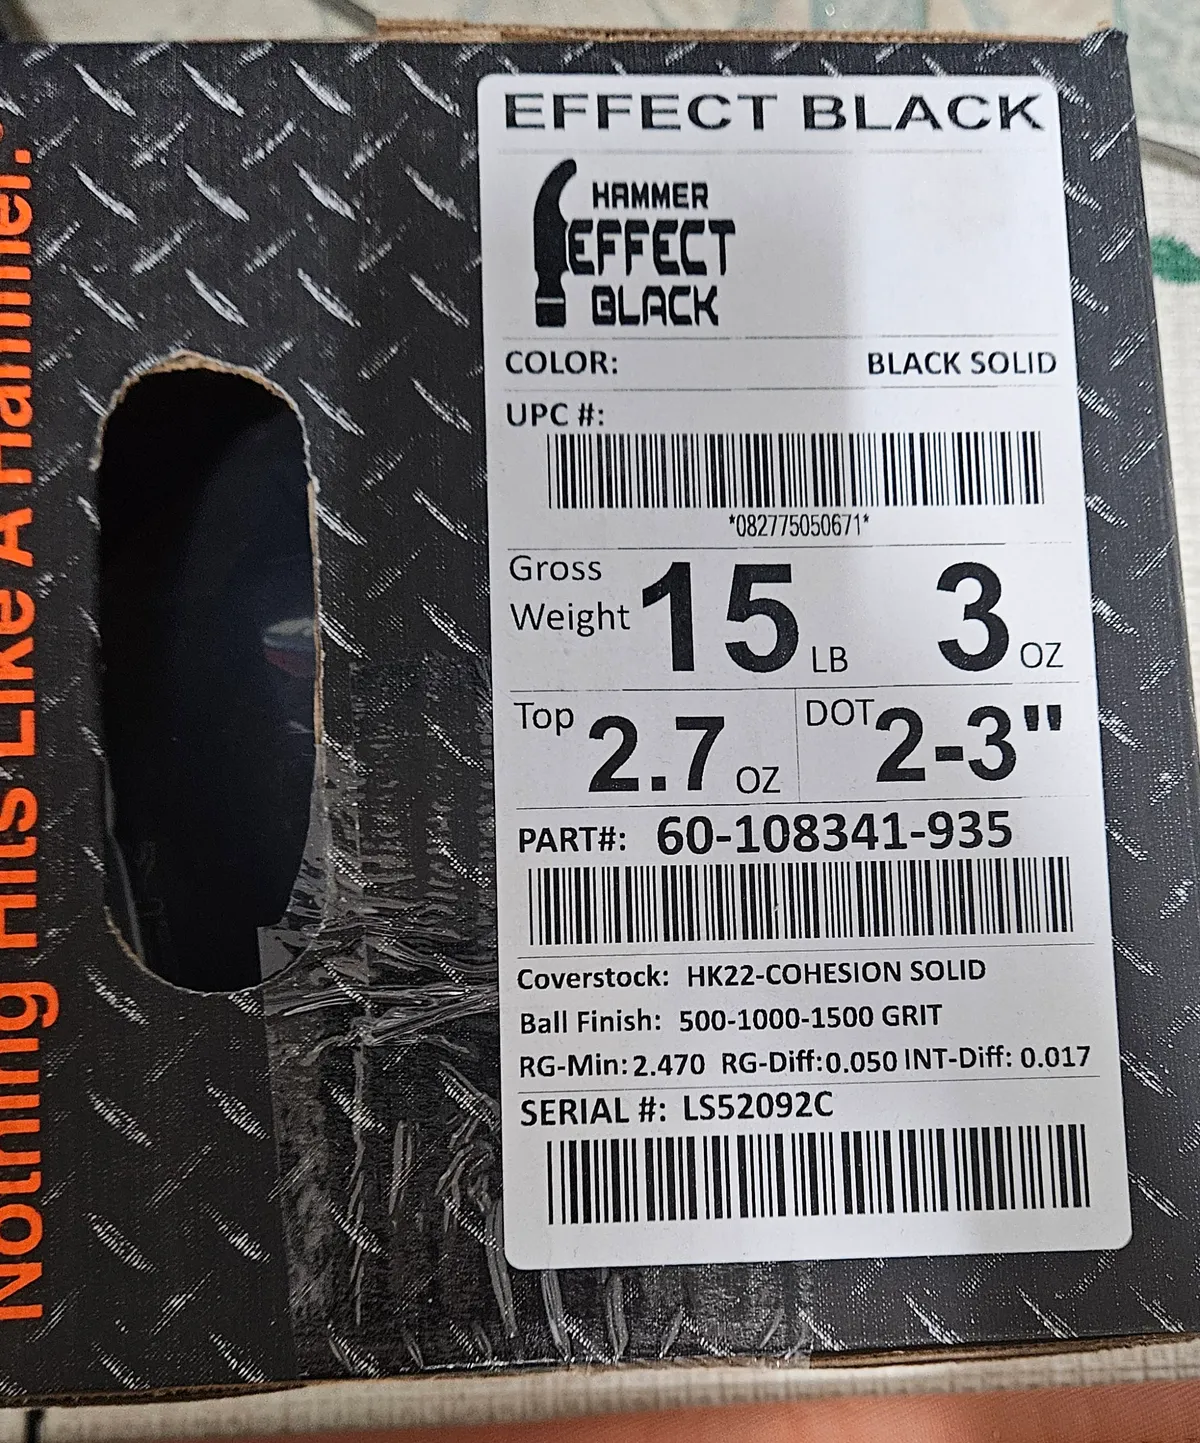 Nothing Hits Like A Hammer.
EFFECT BLACK
HAMMER
EFFECT
BLACK
COLOR: BLACK SOLID
UPC #:
*082775050671*
Gross Weight 15 LB 3 OZ
Top 2.7 OZ DOT 2-3"
PART#: 60-108341-935
Coverstock: HK22-COHESION SOLID
Ball Finish: 500-1000-1500 GRIT
RG-Min: 2.470 RG-Diff:0.050 INT-Diff: 0.017
SERIAL #: LS52092C